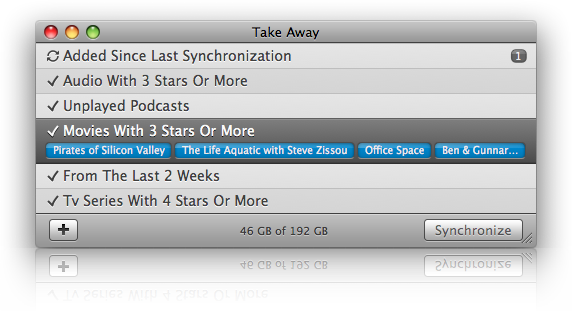 Take Away
Added Since Last Synchronization 1
Audio With 3 Stars Or More
Unplayed Podcasts
Movies With 3 Stars Or More
Pirates of Silicon Valley The Life Aquatic with Steve Zissou Office Space Ben & Gunnar...
From The Last 2 Weeks
Tv Series With 4 Stars Or More
46 GB of 192 GB Synchronize